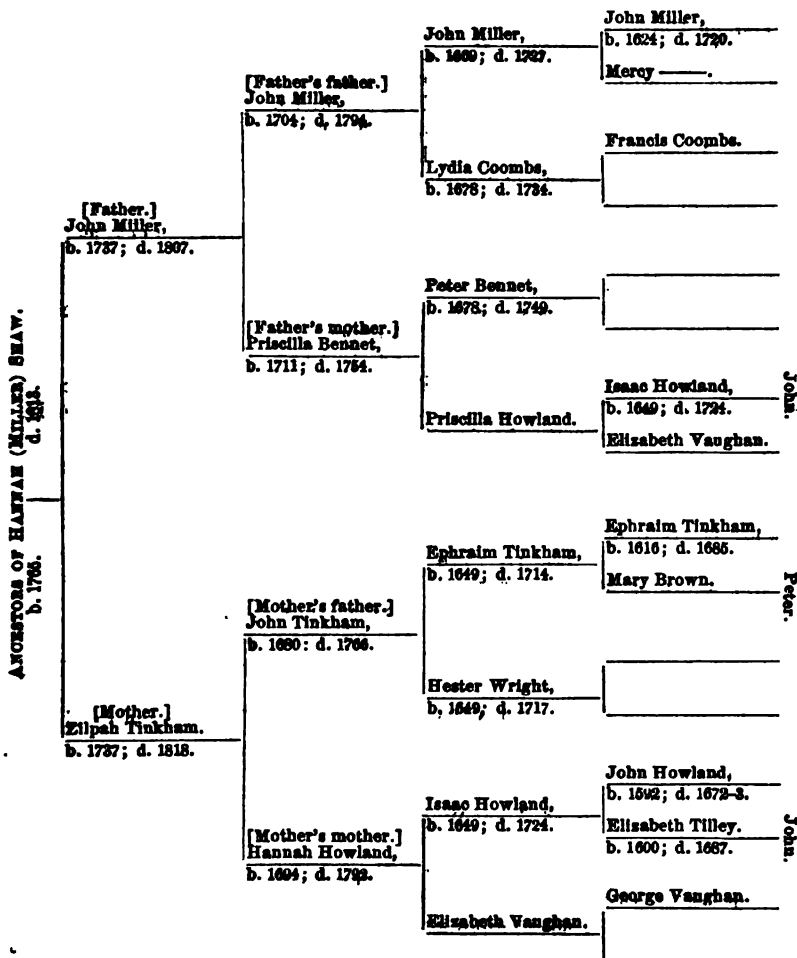 ANCESTORS OF HANNAH (MILLER) SHAW.
b. 1765.
[Father.]
John Miller,
b. 1737; d. 1807.
[Mother.]
Zilpah Tinkham.
b. 1737; d. 1818.
[Father's father.]
John Miller,
b. 1704; d. 1794.
[Father's mother.]
Priscilla Bennet,
b. 1711; d. 1754.
[Mother's father.]
John Tinkham,
b. 1680: d. 1766.
[Mother's mother.]
Hannah Howland,
b. 1694; d. 1792.
John Miller,
b. 1669; d. 1727.
Lydia Coombs,
b. 1678; d. 1734.
Peter Bennet,
b. 1678; d. 1749.
Priscilla Howland.
Ephraim Tinkham,
b. 1649; d. 1714.
Hester Wright,
b. 1649; d. 1717.
Isaac Howland,
b. 1649; d. 1724.
Elizabeth Vaughan.
John Miller,
b. 1624; d. 1720.
Mercy ——.
Francis Coombs.
Isaac Howland,
b. 1649; d. 1724.
Elizabeth Vaughan.
Ephraim Tinkham,
b. 1616; d. 1685.
Mary Brown.
John Howland,
b. 1592; d. 1672-3.
Elizabeth Tilley.
b. 1600; d. 1687.
George Vaughan.
John.
Peter.
John.